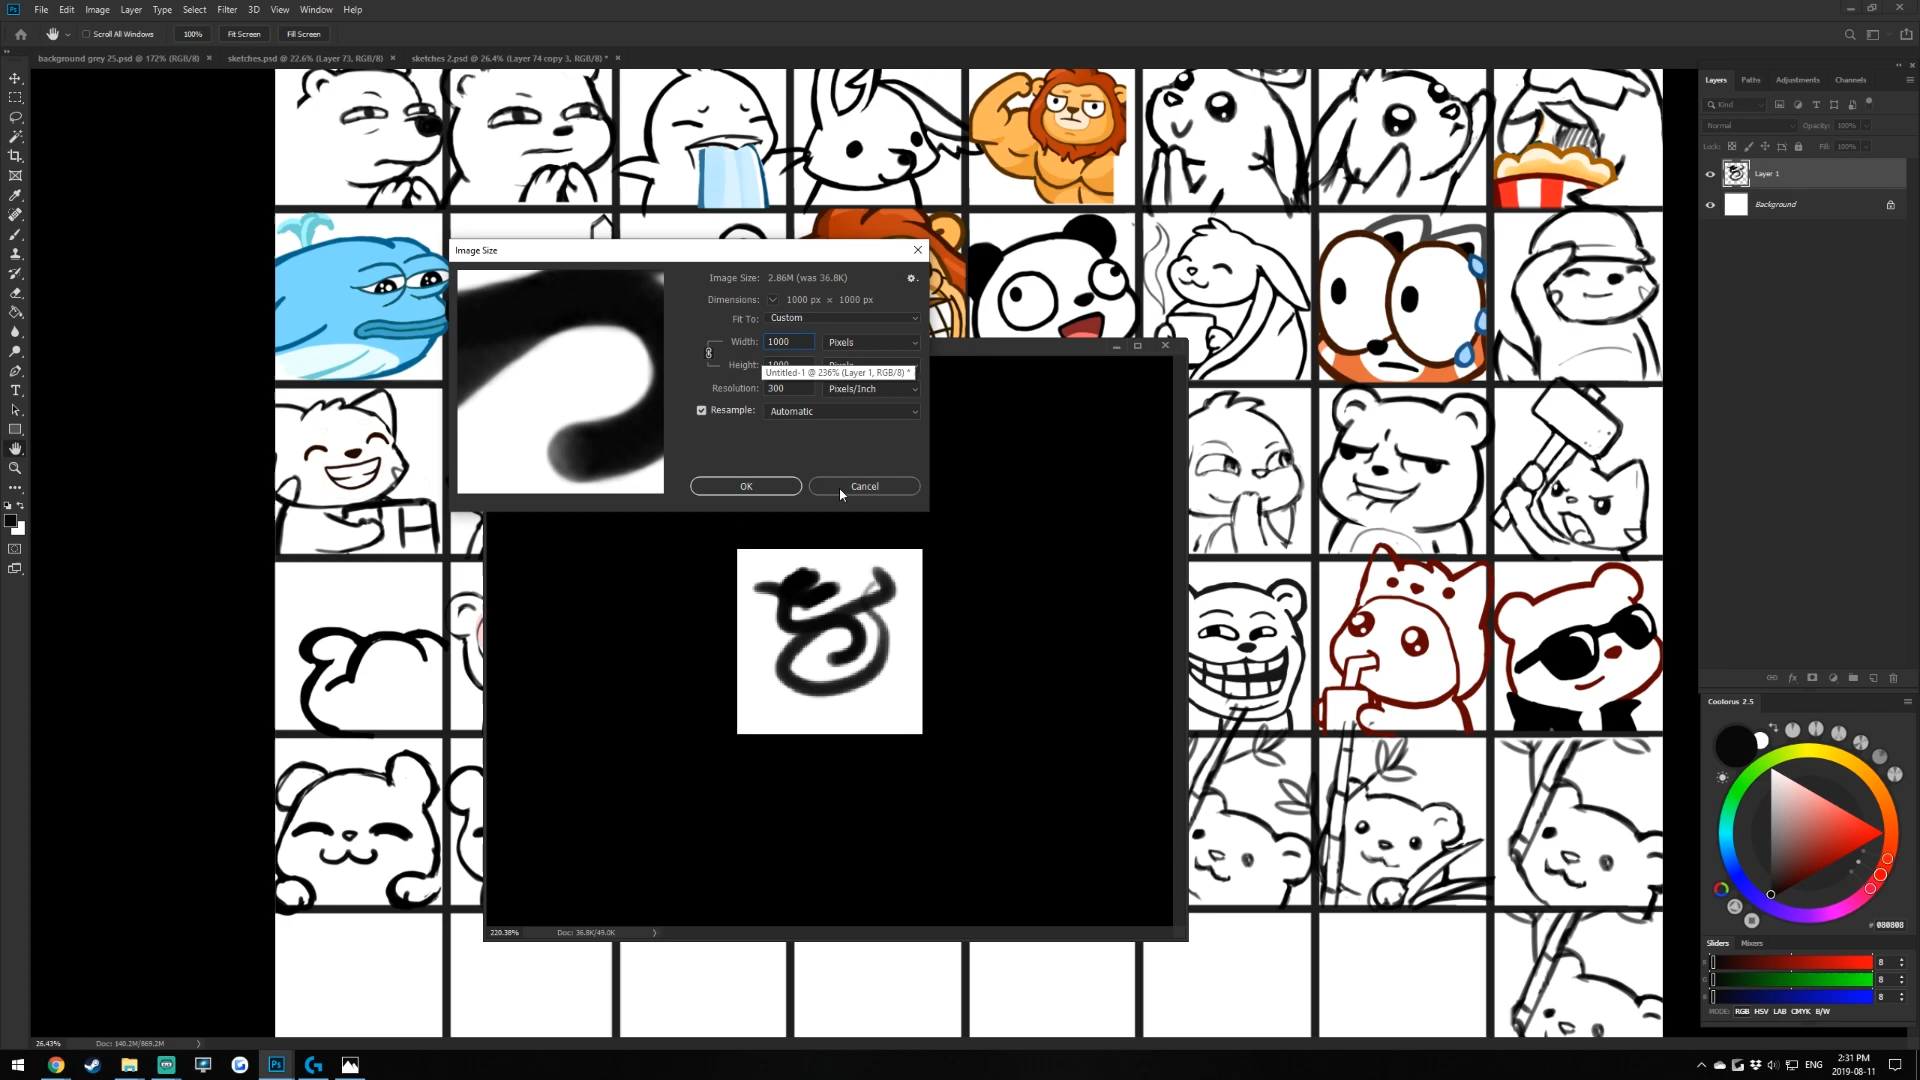 Ps File Edit Image Layer Type Select Filter 3D View Window Help
Scroll All Windows 100% Fit Screen Fill Screen
background grey 25.psd @ 172% (RGB/8) × sketches.psd @ 22.6% (Layer 73, RGB/8) × sketches 2.psd @ 26.4% (Layer 74 copy 3, RGB/8) * ×
Layers Paths Adjustments Channels
Kind
Normal Opacity: 100%
Lock: Fill: 100%
Layer 1
Background
Image Size
Image Size: 2.86M (was 36.8K)
Dimensions: 1000 px × 1000 px
Fit To: Custom
Width: 1000 Pixels
Height: 1000 Pixels
Untitled-1 @ 236% (Layer 1, RGB/8) *
Resolution: 300 Pixels/Inch
Resample: Automatic
OK Cancel
H
220.38% Doc: 36.8K/49.0K
Coloruş 2.5
# 080808
Sliders Mixers
8
8
8
MODE: RGB HSV LAB CMYK B/W
26.43% Doc: 140.2M/869.2M
Ps ENG 2:31 PM
2019-08-11